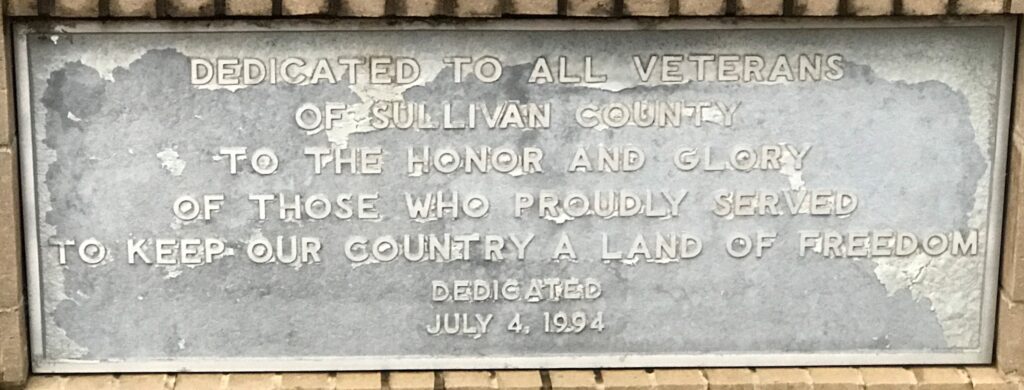 DEDICATED TO ALL VETERANS
OF SULLIVAN COUNTY
TO THE HONOR AND GLORY
OF THOSE WHO PROUDLY SERVED
TO KEEP OUR COUNTRY A LAND OF FREEDOM
DEDICATED
JULY 4, 1994